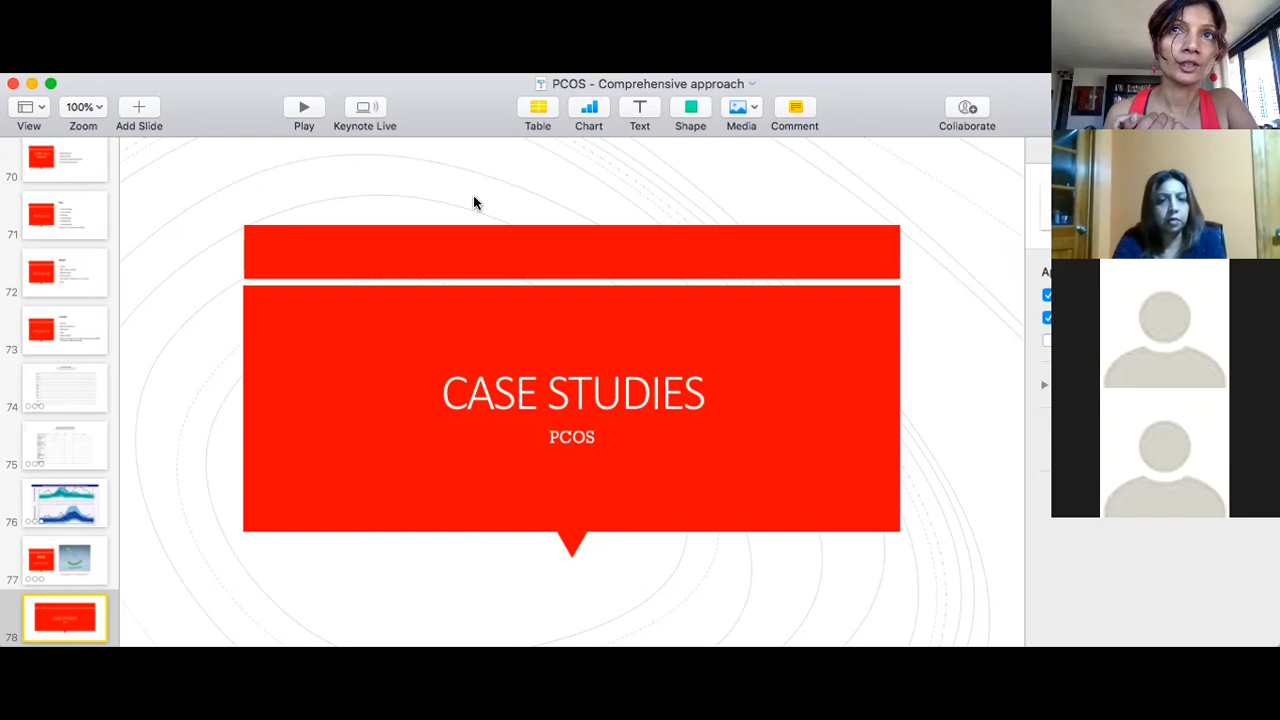 PCOS - Comprehensive approach
100%
View
Zoom
Add Slide
Play
Keynote Live
Table
Chart
Text
Shape
Media
Comment
Collaborate
70
71
72
73
74
75
76
77
78
CASE STUDIES
PCOS